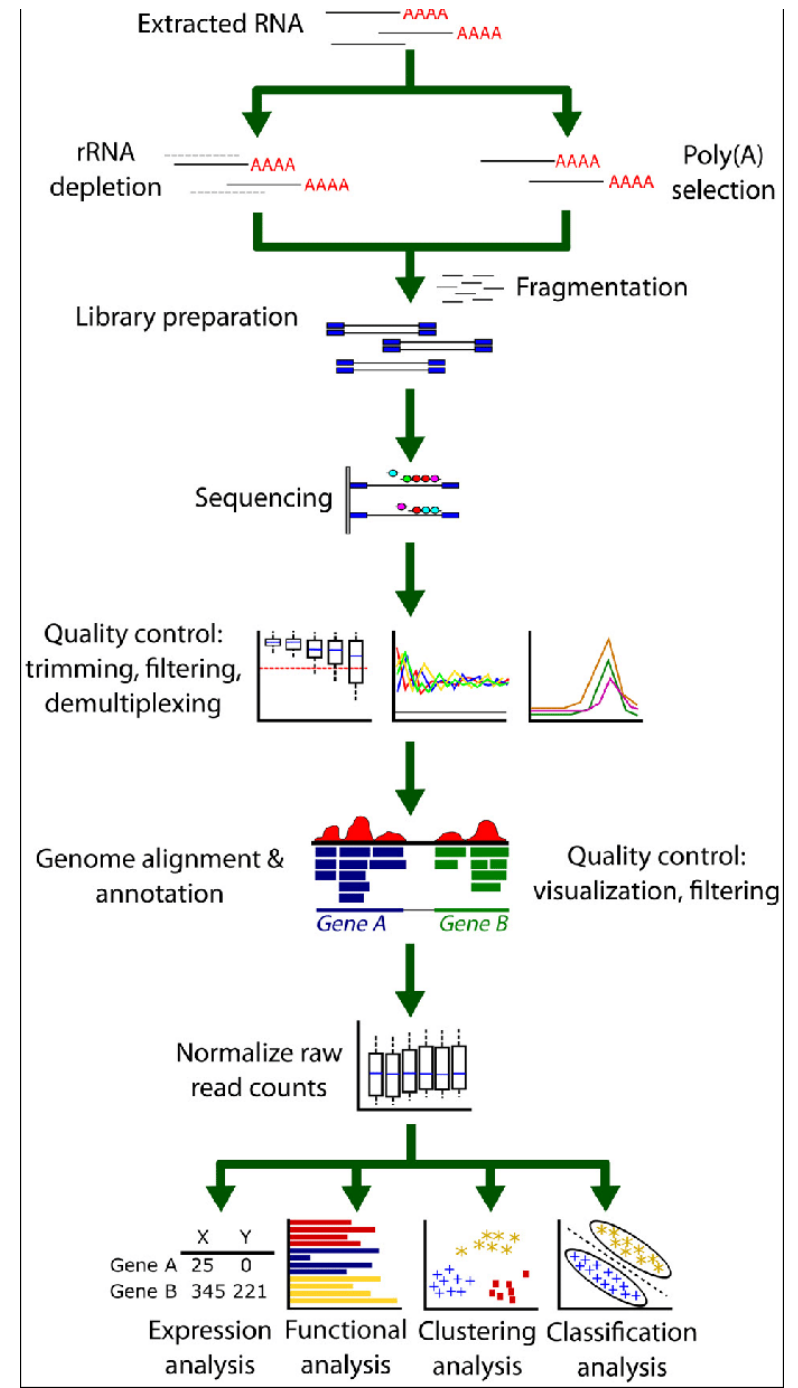 Extracted RNA
AAAA
AAAA
rRNA
depletion
AAAA
AAAA
AAAA
AAAA
Poly(A)
selection
Fragmentation
Library preparation
Sequencing
Quality control:
trimming, filtering,
demultiplexing
Genome alignment &
annotation
Gene A
Gene B
Quality control:
visualization, filtering
Normalize raw
read counts
X Y
Gene A 25 0
Gene B 345 221
Expression
analysis
Functional
analysis
Clustering
analysis
Classification
analysis